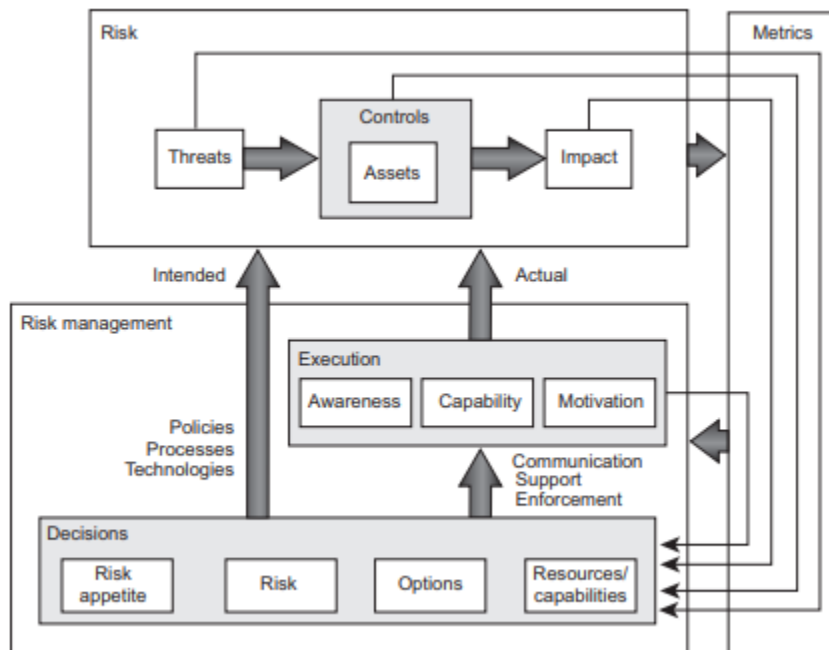 Risk
Metrics
Controls
Threats
Assets
Impact
Intended
Actual
Risk management
Execution
Awareness
Capability
Motivation
Policies
Processes
Technologies
Communication
Support
Enforcement
Decisions
Risk
appetite
Risk
Options
Resources/
capabilities